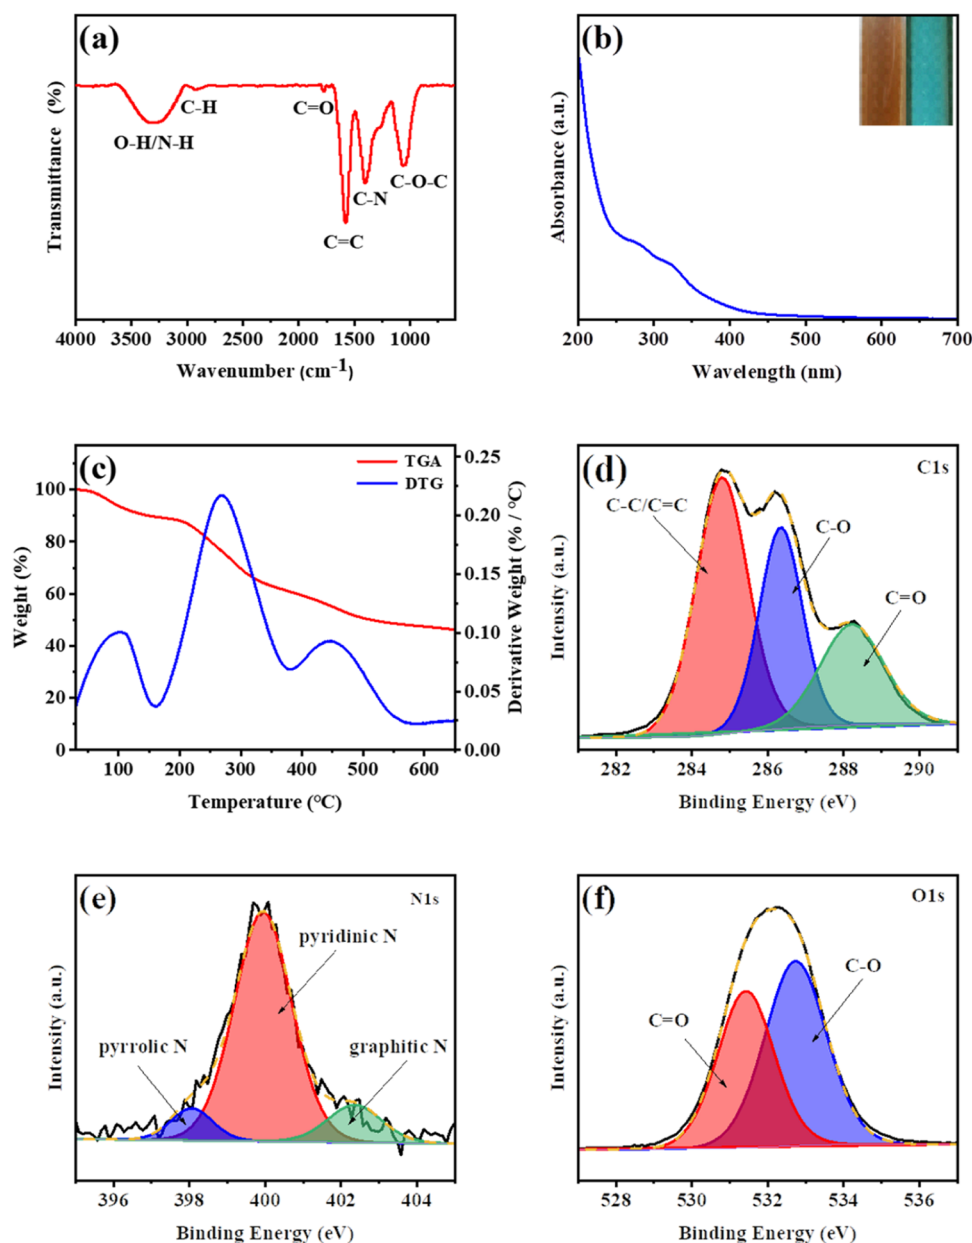 (a)
Transmittance (%)
O-H/N-H
C-H
C=O
C=C
C-N
C-O-C
4000 3500 3000 2500 2000 1500 1000
Wavenumber (cm⁻¹)
(b)
Absorbance (a.u.)
200 300 400 500 600 700
Wavelength (nm)
(c)
TGA
DTG
Weight (%)
100
80
60
40
20
0
Derivative Weight (% / °C)
0.25
0.20
0.15
0.10
0.05
0.00
100 200 300 400 500 600
Temperature (°C)
(d)
C1s
C-C/C=C
C-O
C=O
Intensity (a.u.)
282 284 286 288 290
Binding Energy (eV)
(e)
N1s
pyridinic N
pyrrolic N
graphitic N
Intensity (a.u.)
396 398 400 402 404
Binding Energy (eV)
(f)
O1s
C-O
C=O
Intensity (a.u.)
528 530 532 534 536
Binding Energy (eV)